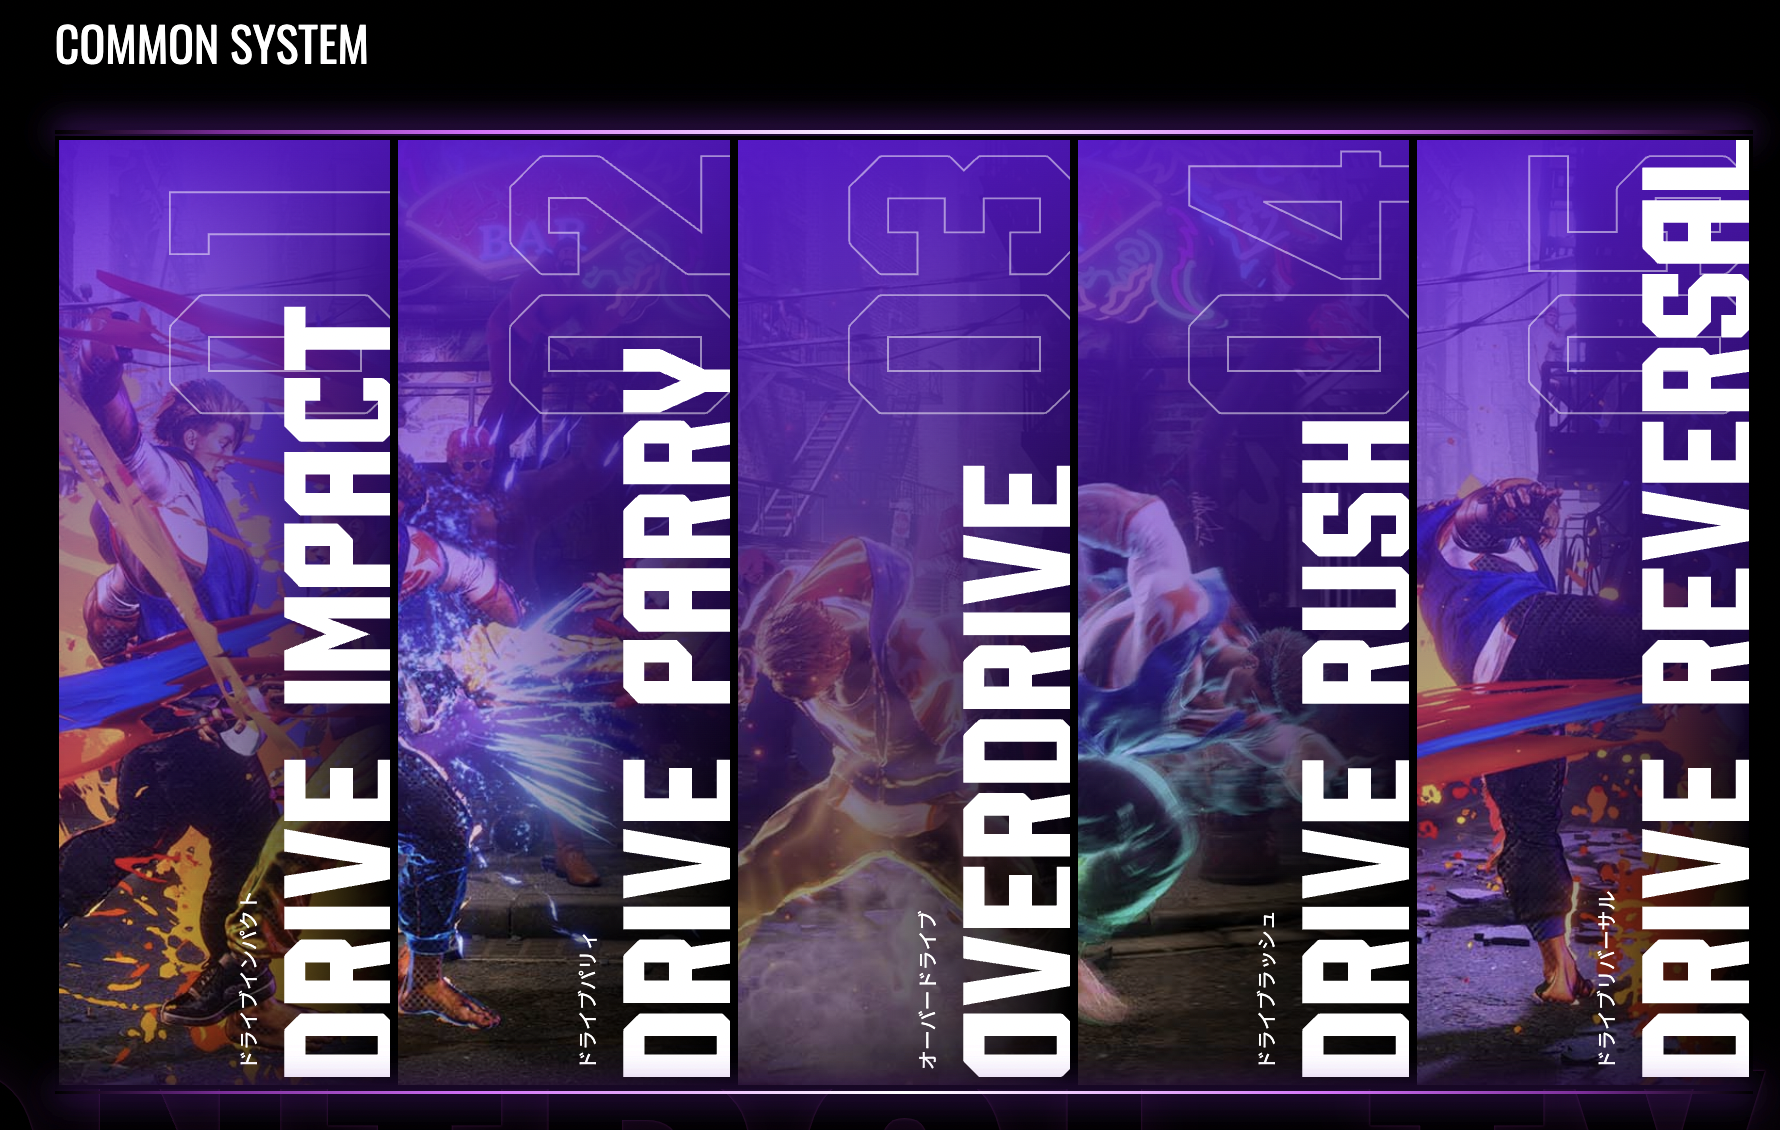 COMMON SYSTEM
01
DRIVE IMPACT
ドライブインパクト
02
BAR
DRIVE PARRY
ドライブパリィ
03
OVERDRIVE
オーバードライブ
04
DRIVE RUSH
ドライブラッシュ
05
DRIVE REVERSAL
ドライブリバーサル